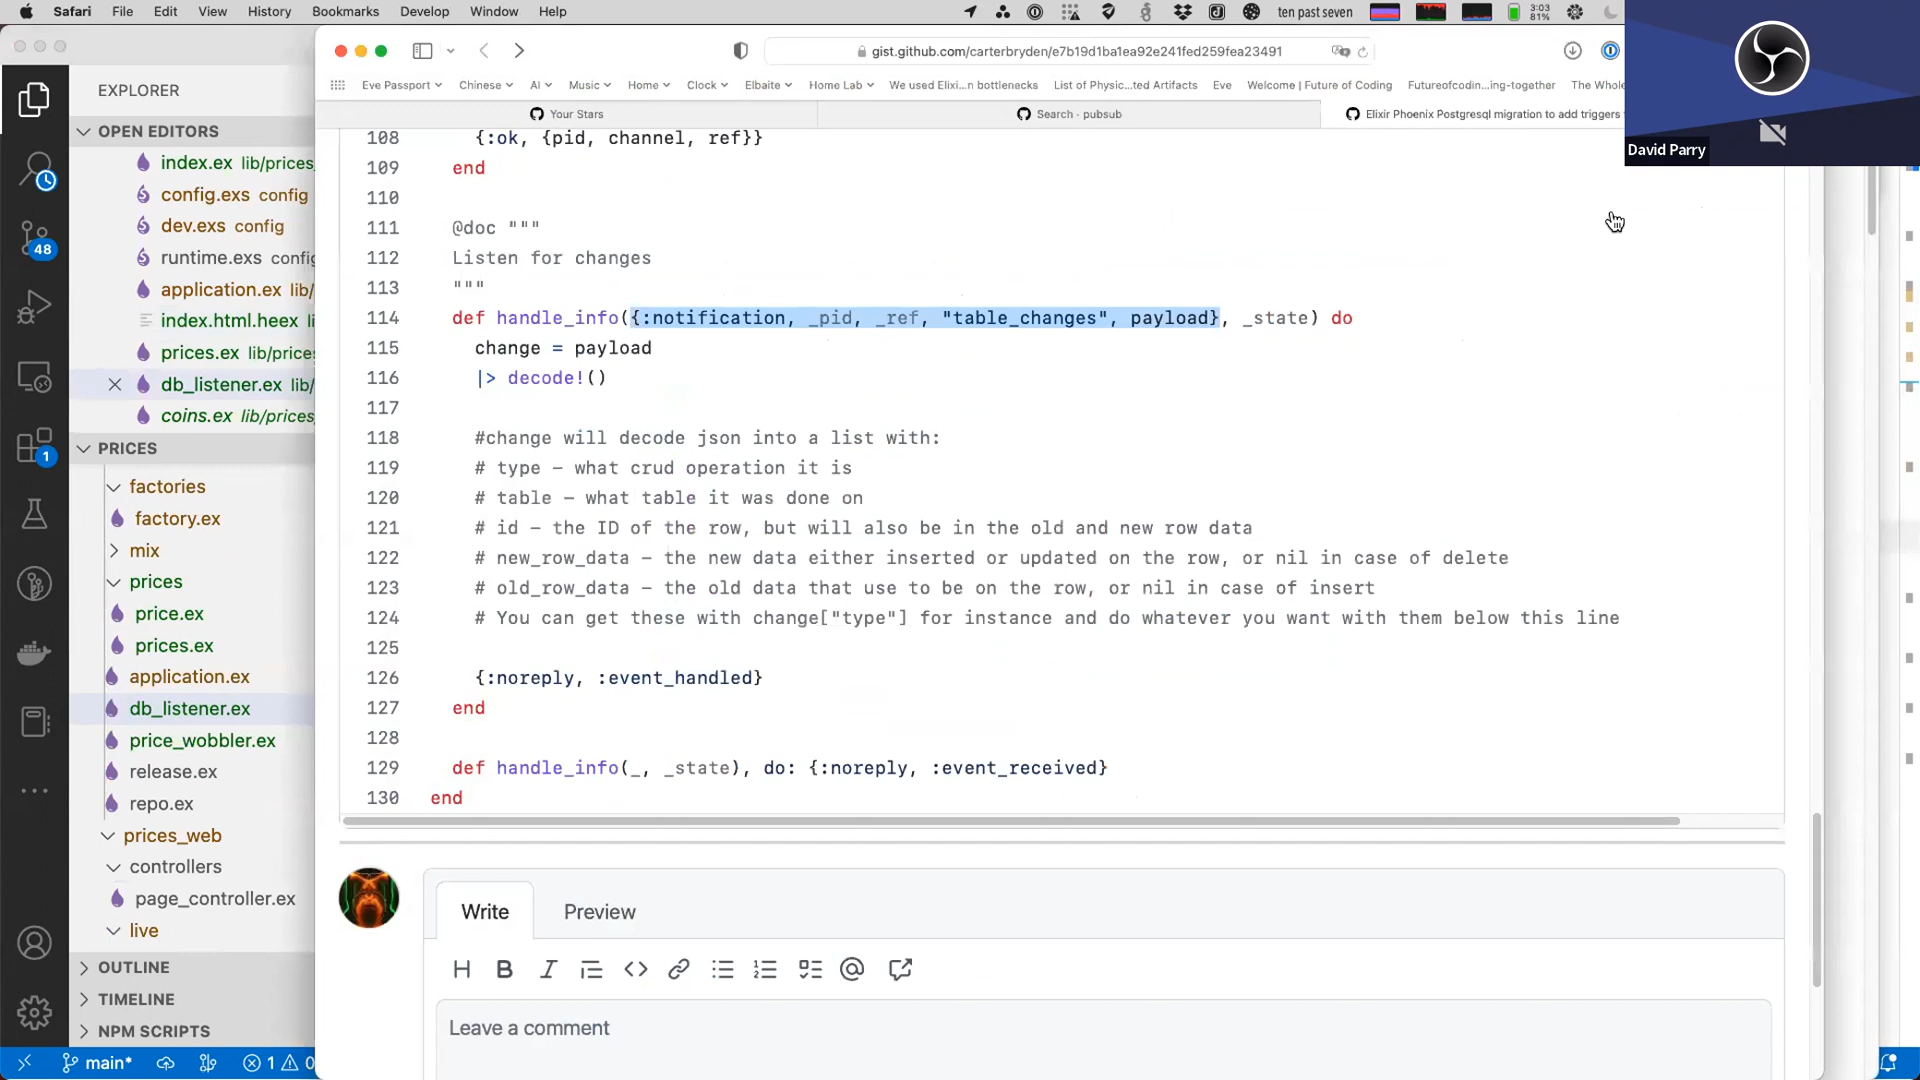 Safari File Edit View History Bookmarks Develop Window Help ten past seven 3:03 81%
EXPLORER
OPEN EDITORS
index.ex lib/prices
config.exs config
dev.exs config
runtime.exs config
application.ex lib/
index.html.heex
prices.ex lib/prices
db_listener.ex lib/
coins.ex lib/prices
PRICES
factories
factory.ex
mix
prices
price.ex
prices.ex
application.ex
db_listener.ex
price_wobbler.ex
release.ex
repo.ex
prices_web
controllers
page_controller.ex
live
OUTLINE
TIMELINE
NPM SCRIPTS
48
1
main* 1 0
gist.github.com/carterbryden/e7b19d1ba1ea92e241fed259fea23491
Eve Passport Chinese AI Music Home Clock Elbaite Home Lab We used Elixi...n bottlenecks List of Physic...ted Artifacts Eve Welcome | Future of Coding Futureofcodin...ing-together The Whole
Your Stars Search · pubsub Elixir Phoenix Postgresql migration to add triggers
108 {:ok, {pid, channel, ref}}
109 end
110
111 @doc """
112 Listen for changes
113 """
114 def handle_info({:notification, _pid, _ref, "table_changes", payload}, _state) do
115 change = payload
116 |> decode!()
117
118 #change will decode json into a list with:
119 # type – what crud operation it is
120 # table – what table it was done on
121 # id – the ID of the row, but will also be in the old and new row data
122 # new_row_data – the new data either inserted or updated on the row, or nil in case of delete
123 # old_row_data – the old data that use to be on the row, or nil in case of insert
124 # You can get these with change["type"] for instance and do whatever you want with them below this line
125
126 {:noreply, :event_handled}
127 end
128
129 def handle_info(_, _state), do: {:noreply, :event_received}
130 end
Write Preview
Leave a comment
David Parry